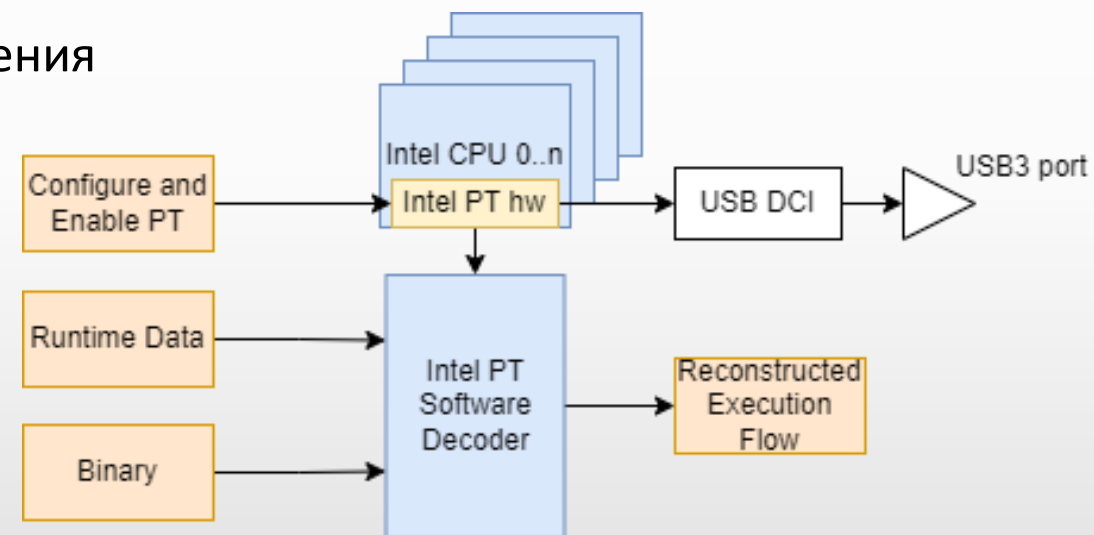 ения
Intel CPU 0..n
USB3 port
Configure and
Enable PT
Intel PT hw
USB DCI
Runtime Data
Intel PT
Software
Decoder
Reconstructed
Execution
Flow
Binary